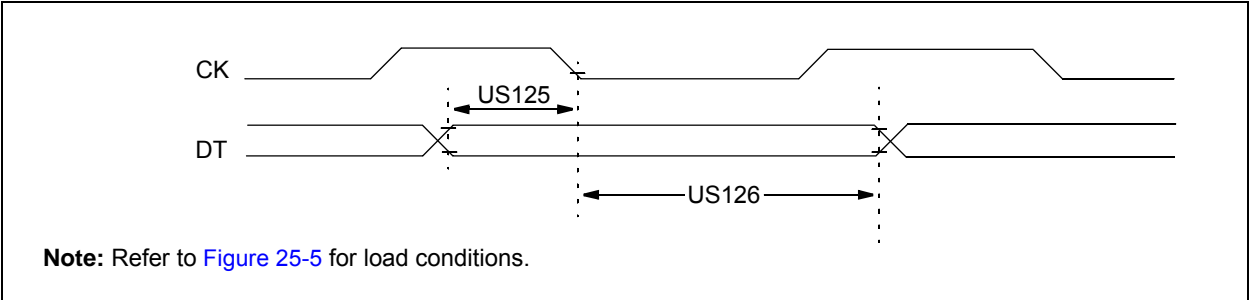 CK
US125
DT
US126
Note: Refer to Figure 25-5 for load conditions.